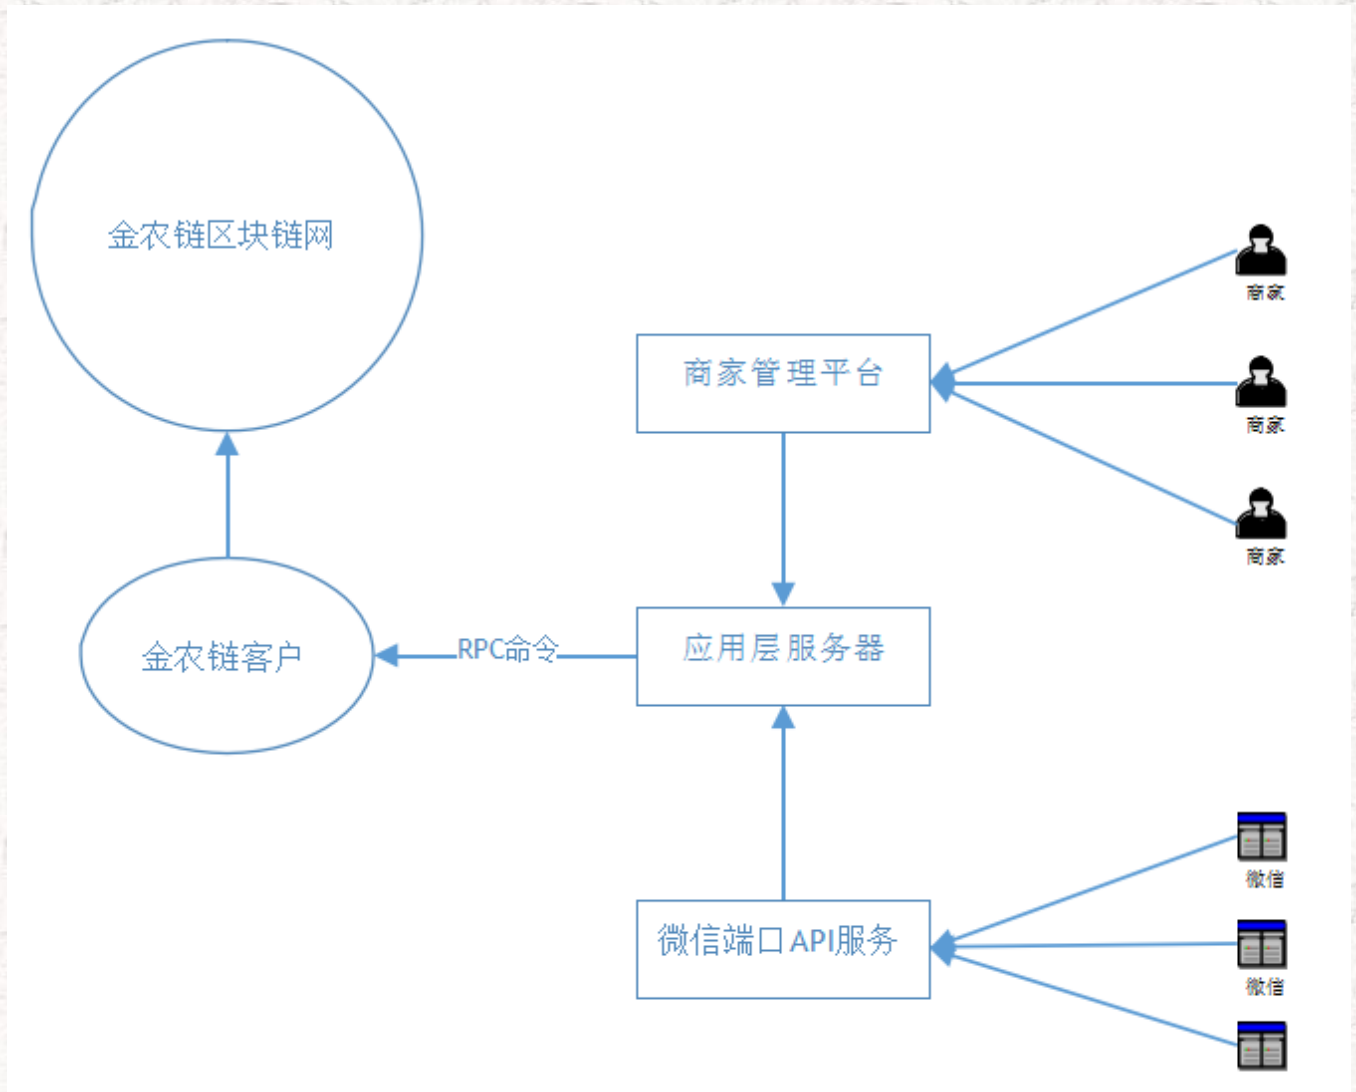 金农链区块链网
商家
商家管理平台
商家
商家
金农链客户
RPC命令
应用层服务器
微信
微信端口API服务
微信